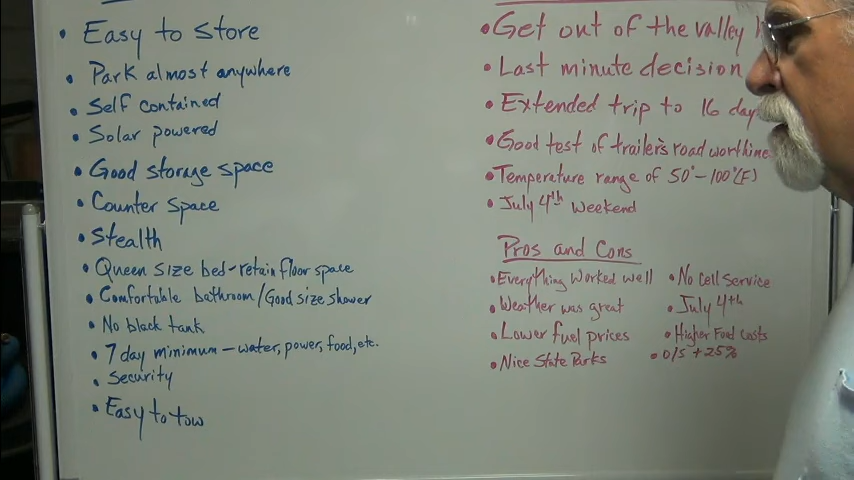 • Easy to store
• Park almost anywhere
• Self contained
• Solar powered
• Good storage space
• Counter space
• Stealth
• Queen size bed - retain floor space
• Comfortable bathroom/Good size shower
• No black tank
• 7 day minimum - water, power, food, etc.
• Security
• Easy to tow
• Get out of the valley
• Last minute decision
• Extended trip to 16 day
• Good test of trailer's road worthine
• Temperature range of 50° - 100° (F)
• July 4th Weekend
Pros and Cons
• Everything worked well
• Weather was great
• Lower fuel prices
• Nice State Parks
• No cell service
• July 4th
• Higher Food Costs
• O/S +25%